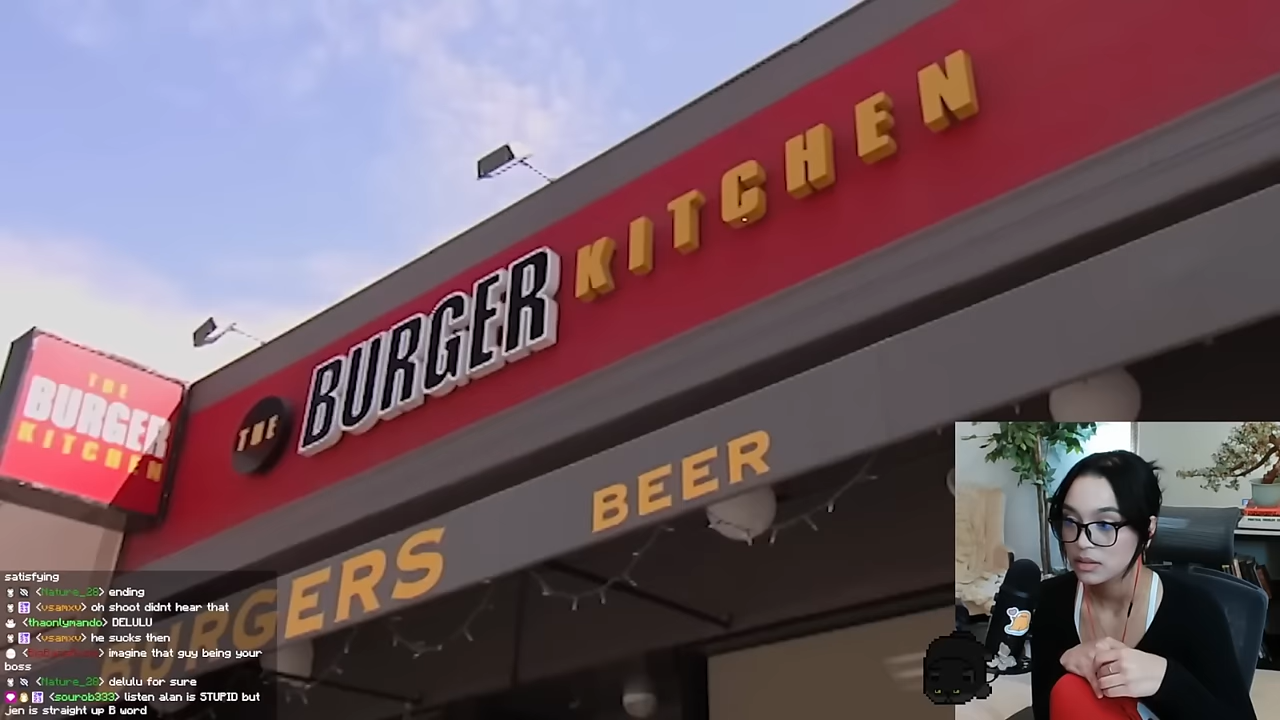 THE BURGER KITCHEN
THE
BURGER
KITCHEN
BURGERS
BEER
satisfying
<Nature_28> ending
<vsamxv> oh shoot didnt hear that
<thaonlymando> DELULU
<vsamxv> he sucks then
imagine that guy being your
boss
<Nature_28> delulu for sure
<sourob333> listen alan is STUPID but
jen is straight up B word